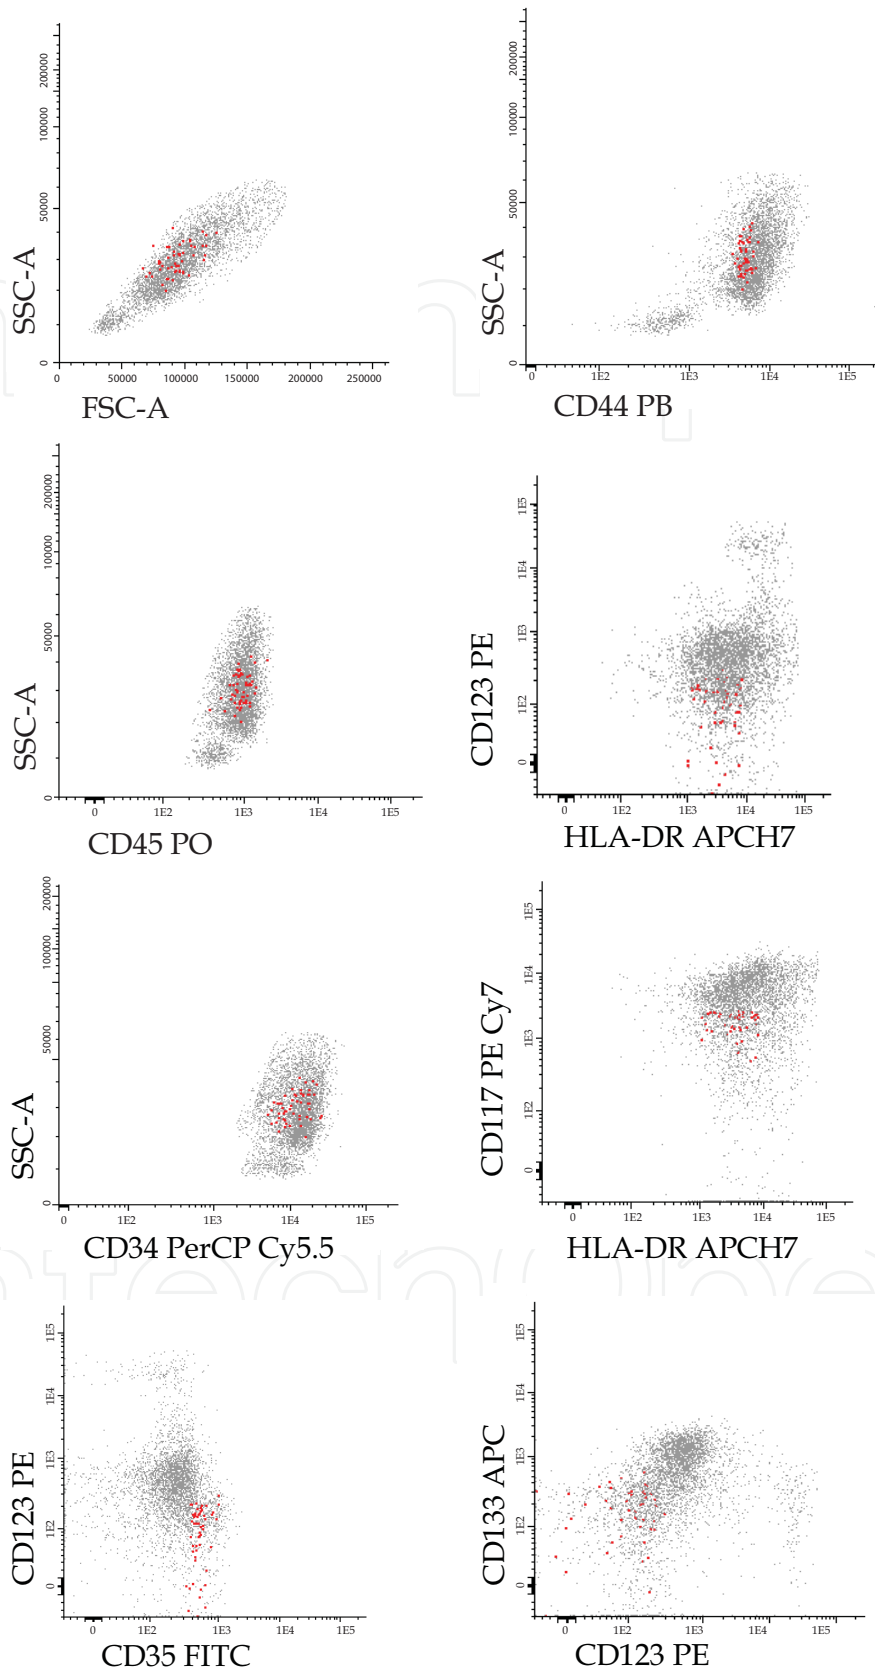 200000
100000
50000
0
SSC-A
0
50000
100000
150000
200000
250000
FSC-A
200000
100000
50000
0
SSC-A
0
1E2
1E3
1E4
1E5
CD44 PB
200000
100000
50000
0
SSC-A
0
1E2
1E3
1E4
1E5
CD45 PO
1E5
1E4
1E3
1E2
0
CD123 PE
0
1E2
1E3
1E4
1E5
HLA-DR APCH7
200000
100000
50000
0
SSC-A
0
1E2
1E3
1E4
1E5
CD34 PerCP Cy5.5
1E5
1E4
1E3
1E2
0
CD117 PE Cy7
0
1E2
1E3
1E4
1E5
HLA-DR APCH7
1E5
1E4
1E3
1E2
0
CD123 PE
0
1E2
1E3
1E4
1E5
CD35 FITC
1E5
1E4
1E3
1E2
0
CD133 APC
0
1E2
1E3
1E4
1E5
CD123 PE